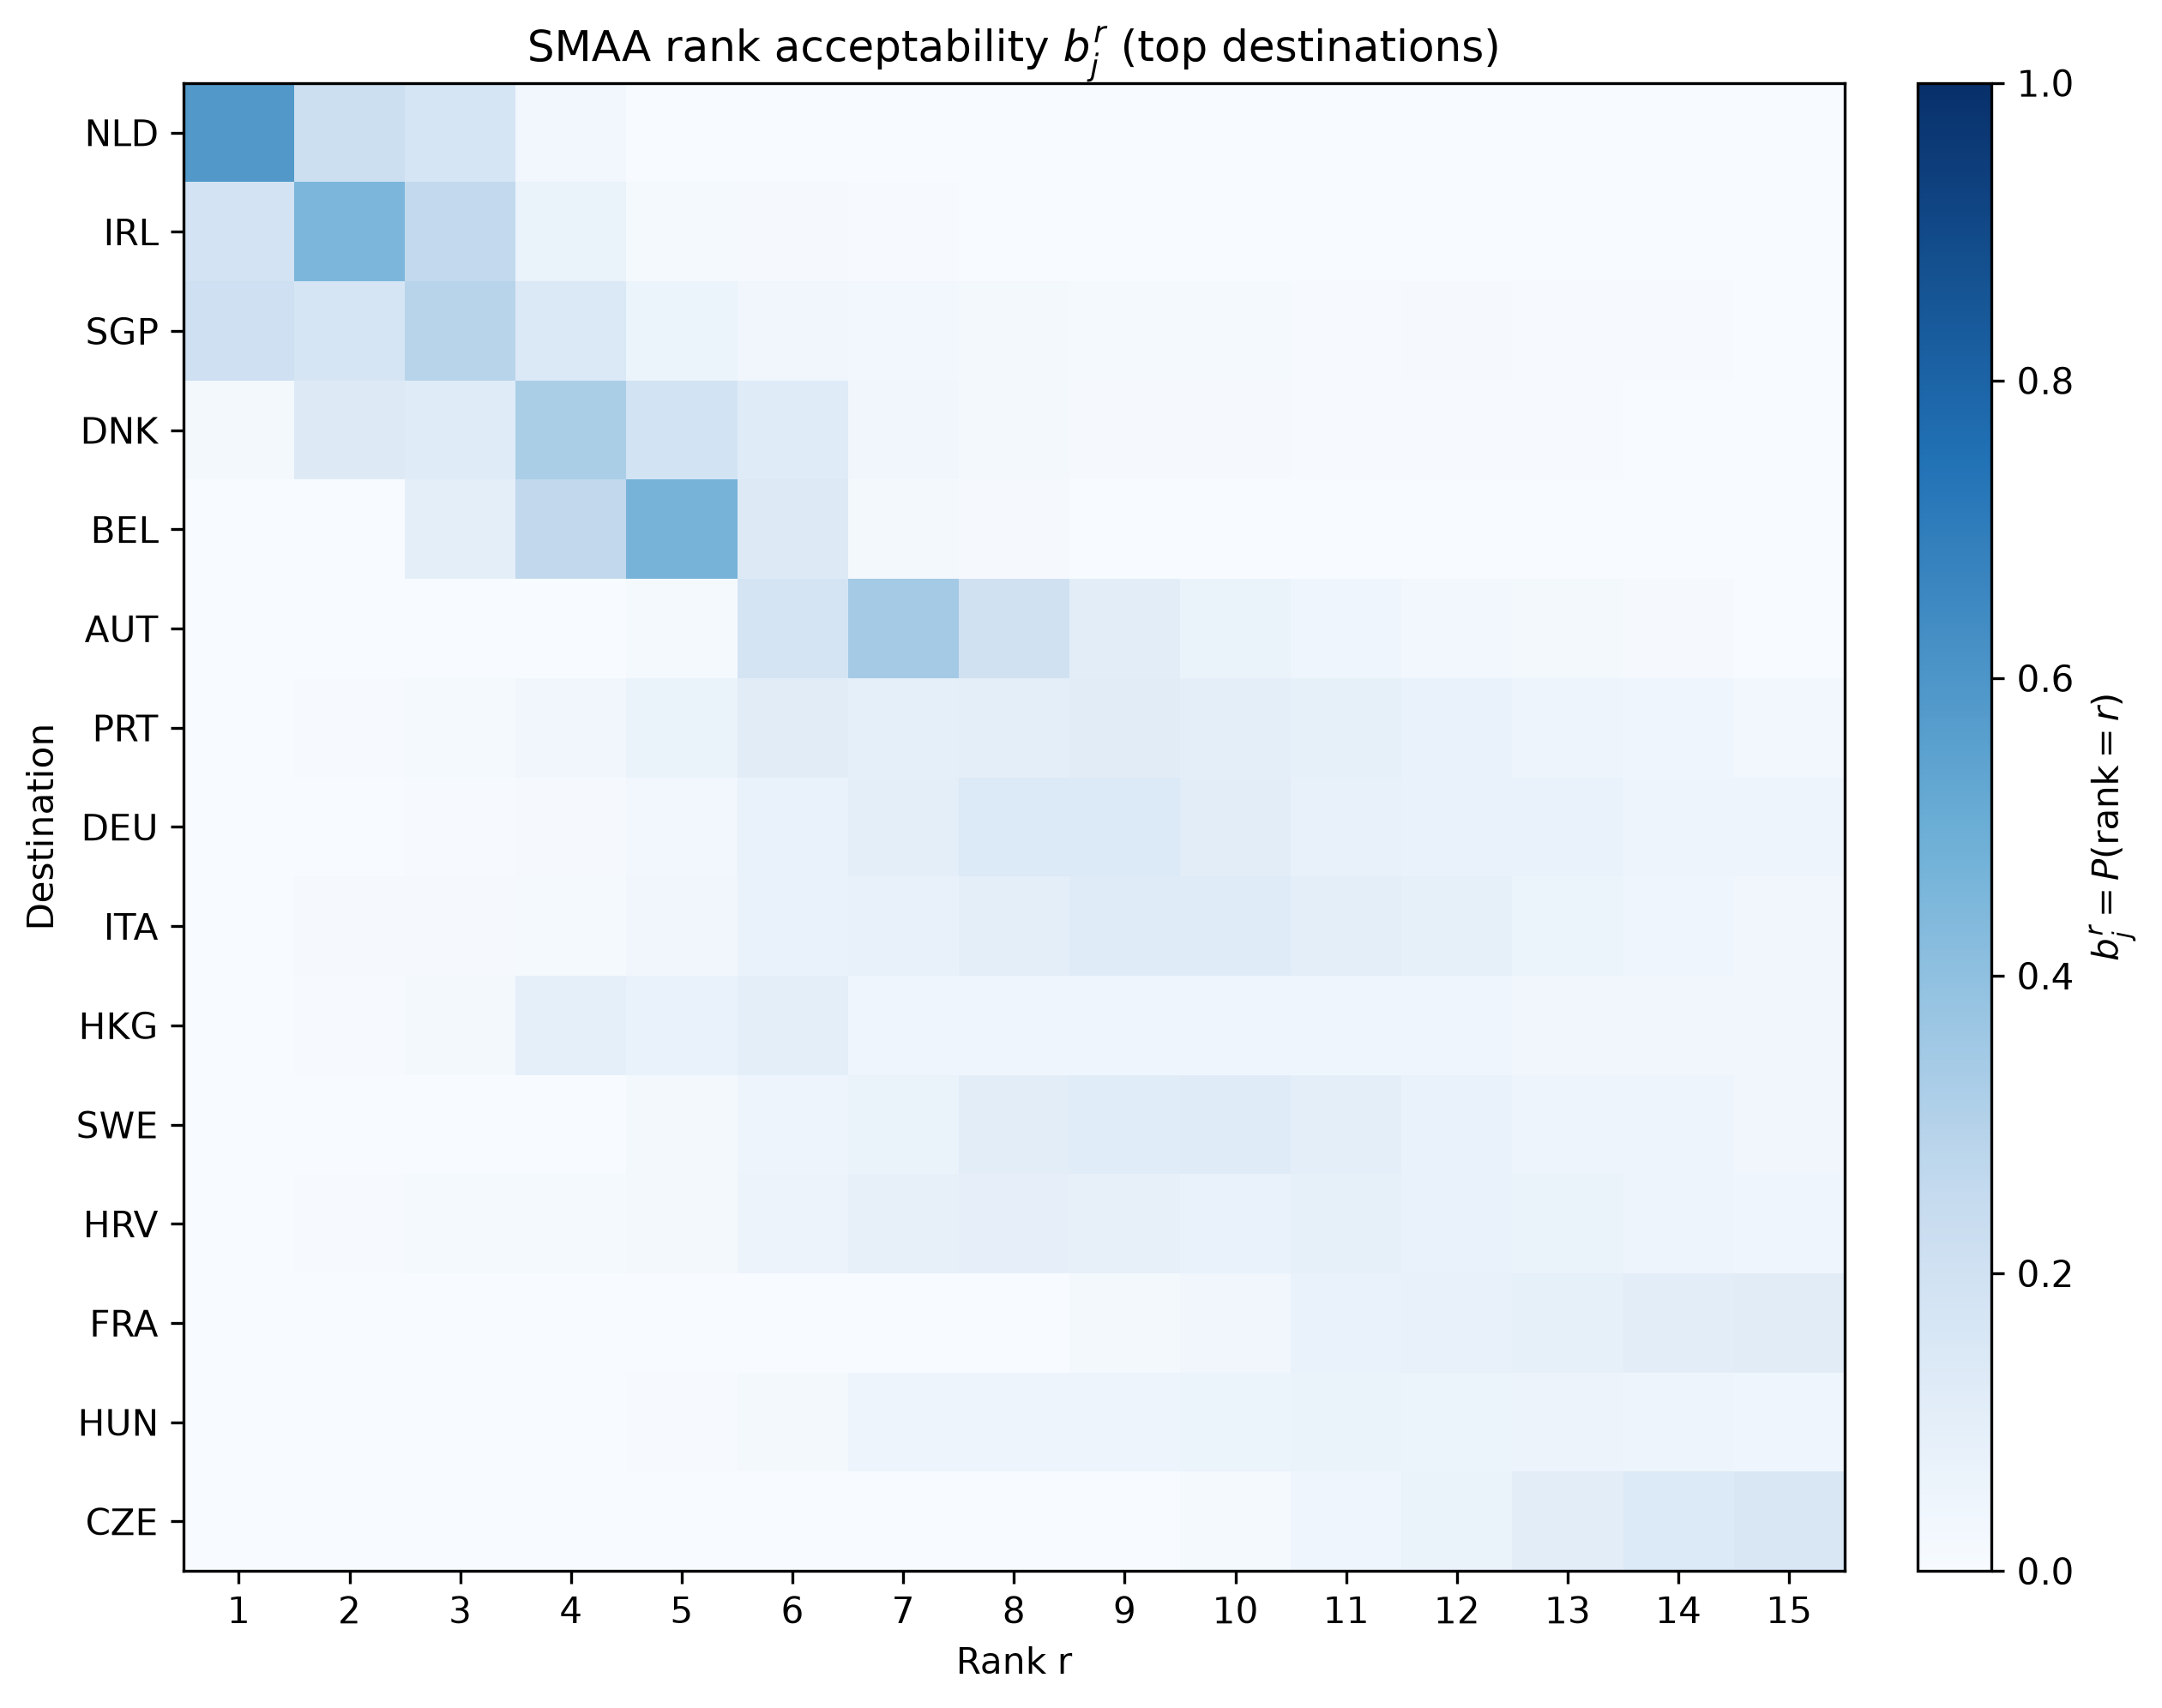 SMAA rank acceptability b_j^r (top destinations)
Destination
NLD
IRL
SGP
DNK
BEL
AUT
PRT
DEU
ITA
HKG
SWE
HRV
FRA
HUN
CZE
1 2 3 4 5 6 7 8 9 10 11 12 13 14 15
Rank r
1.0
0.8
0.6
0.4
0.2
0.0
b_j^r = P(rank = r)